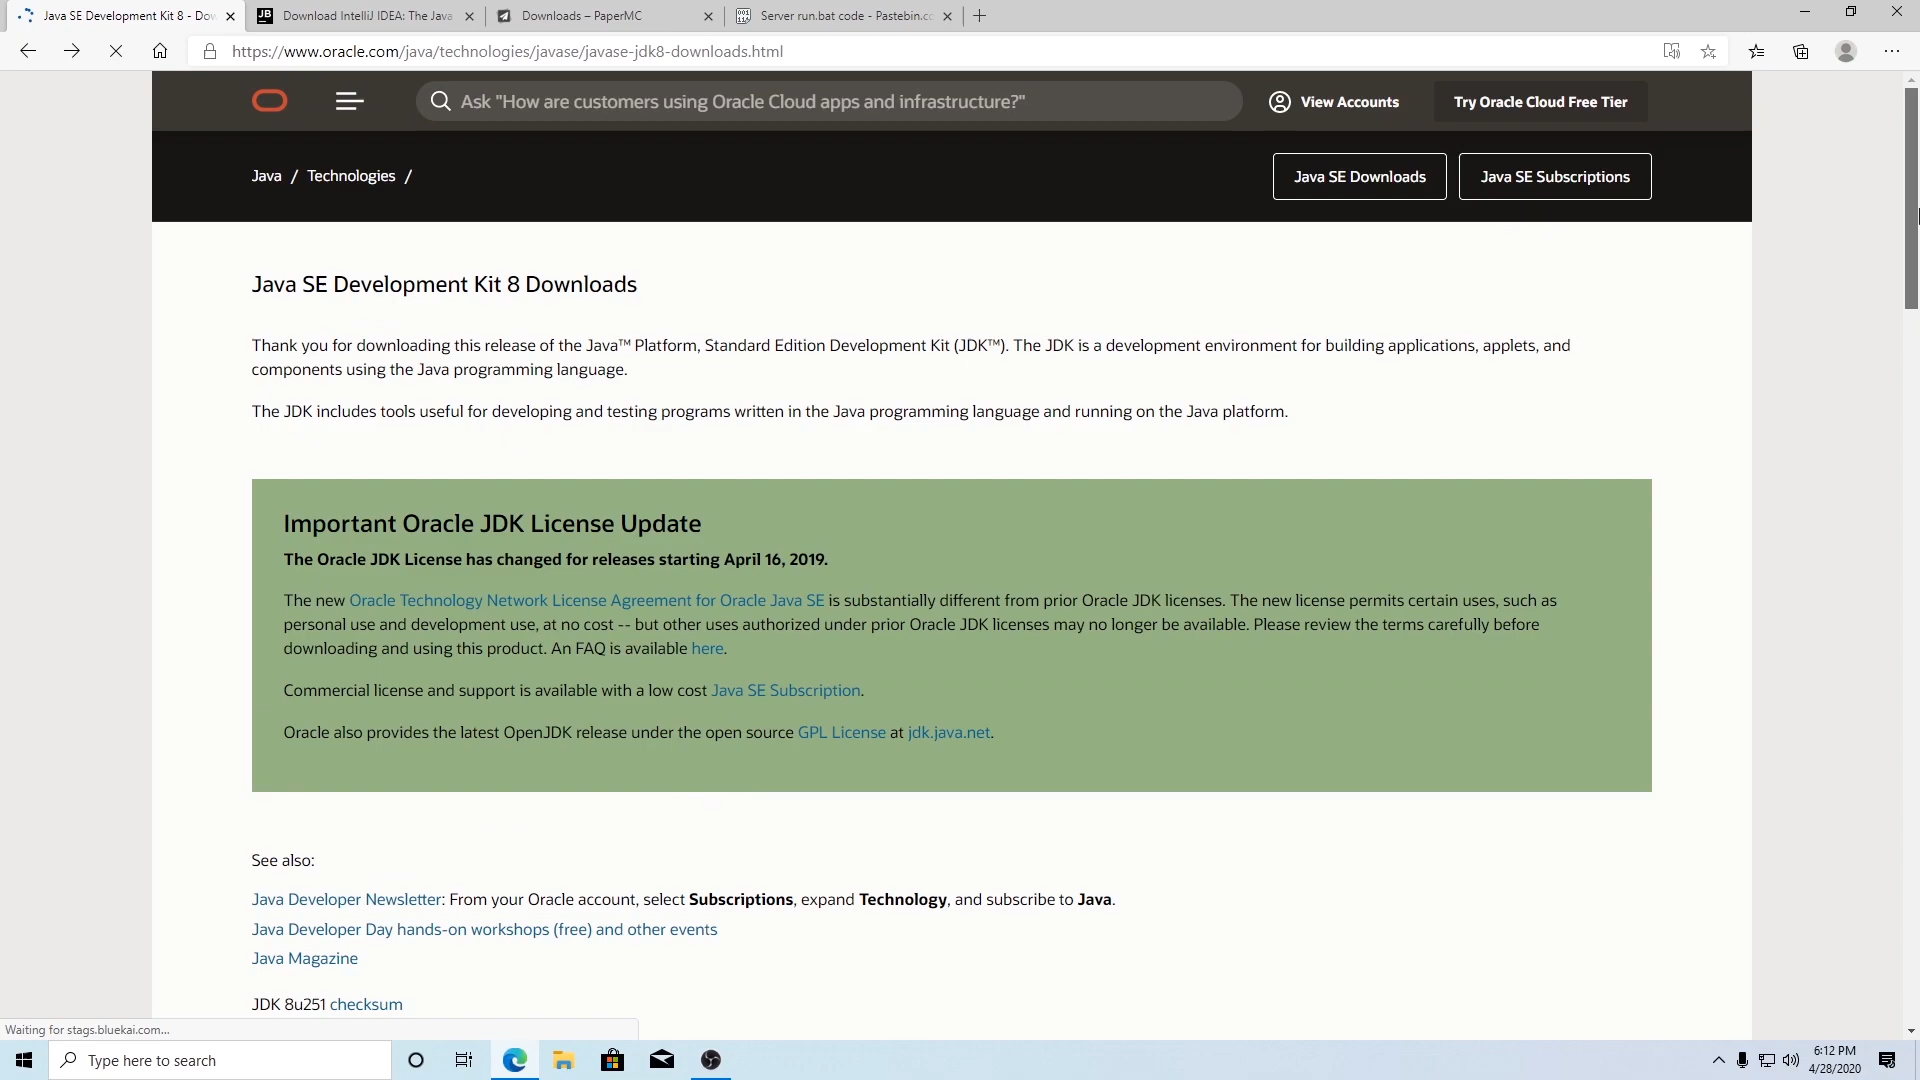 Java SE Development Kit 8 - Dow
JB
Download IntelliJ IDEA: The Java
Downloads – PaperMC
Server run.bat code - Pastebin.co
https://www.oracle.com/java/technologies/javase/javase-jdk8-downloads.html
Ask "How are customers using Oracle Cloud apps and infrastructure?"
View Accounts
Try Oracle Cloud Free Tier
Java / Technologies /
Java SE Downloads
Java SE Subscriptions
Java SE Development Kit 8 Downloads
Thank you for downloading this release of the Java™ Platform, Standard Edition Development Kit (JDK™). The JDK is a development environment for building applications, applets, and
components using the Java programming language.
The JDK includes tools useful for developing and testing programs written in the Java programming language and running on the Java platform.
Important Oracle JDK License Update
The Oracle JDK License has changed for releases starting April 16, 2019.
The new Oracle Technology Network License Agreement for Oracle Java SE is substantially different from prior Oracle JDK licenses. The new license permits certain uses, such as
personal use and development use, at no cost -- but other uses authorized under prior Oracle JDK licenses may no longer be available. Please review the terms carefully before
downloading and using this product. An FAQ is available here.
Commercial license and support is available with a low cost Java SE Subscription.
Oracle also provides the latest OpenJDK release under the open source GPL License at jdk.java.net.
See also:
Java Developer Newsletter: From your Oracle account, select Subscriptions, expand Technology, and subscribe to Java.
Java Developer Day hands-on workshops (free) and other events
Java Magazine
JDK 8u251 checksum
Waiting for stags.bluekai.com...
Type here to search
6:12 PM
4/28/2020